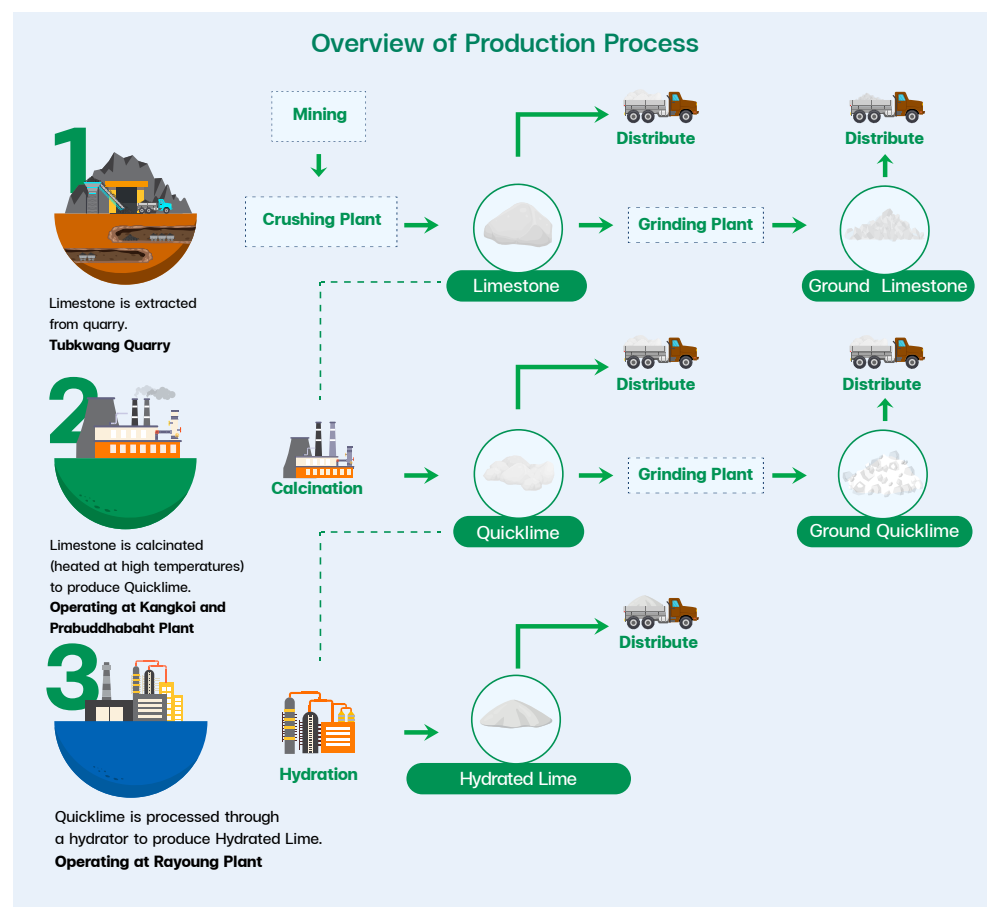 Overview of Production Process
1
Mining
Crushing Plant
Limestone
Distribute
Grinding Plant
Ground Limestone
Distribute
Limestone is extracted
from quarry.
Tubkwang Quarry
2
Calcination
Quicklime
Distribute
Grinding Plant
Ground Quicklime
Distribute
Limestone is calcinated
(heated at high temperatures)
to produce Quicklime.
Operating at Kangkoi and
Prabuddhabaht Plant
3
Hydration
Hydrated Lime
Distribute
Quicklime is processed through
a hydrator to produce Hydrated Lime.
Operating at Rayoung Plant